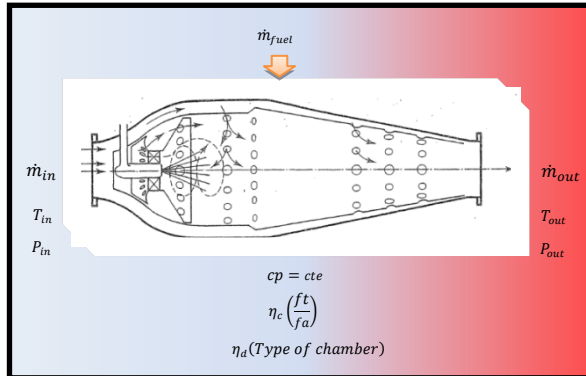 ṁ_fuel
ṁ_in
ṁ_out
T_in
T_out
P_in
P_out
cp = cte
η_c (ft/fa)
η_d(Type of chamber)